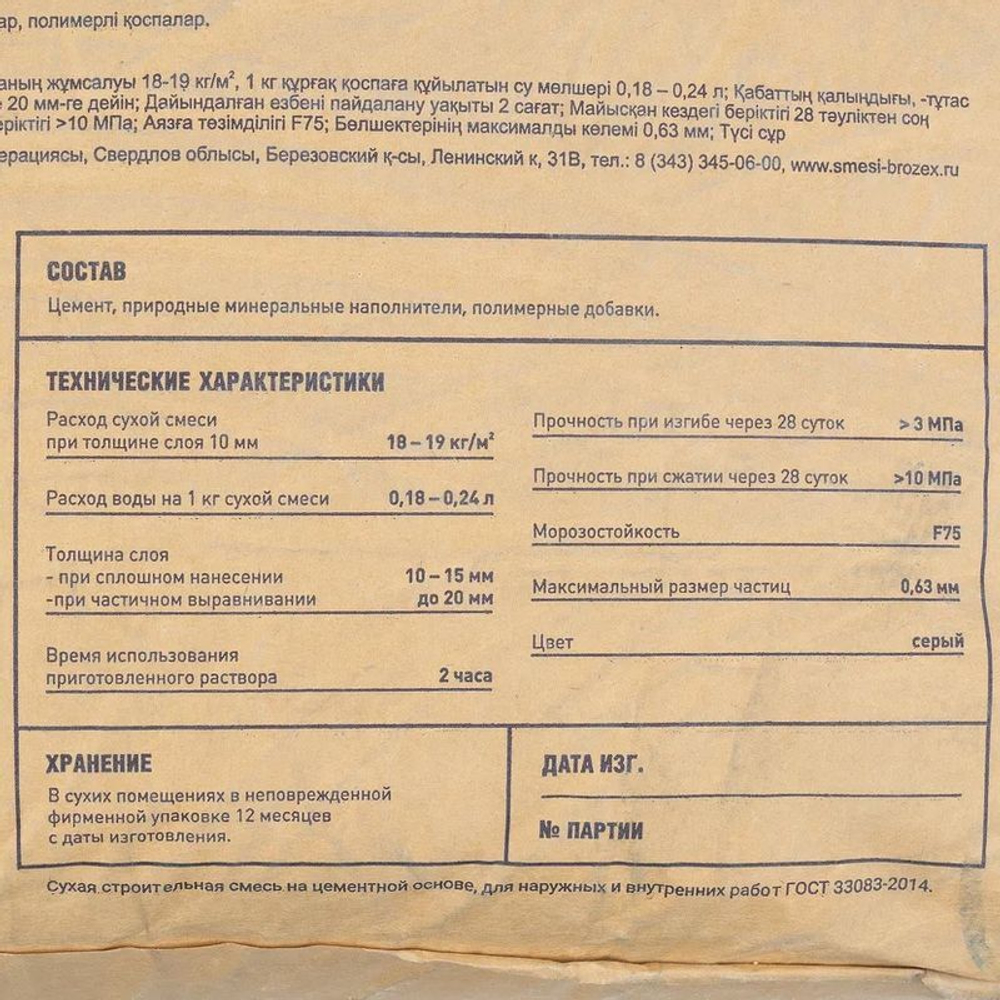 полимерлі қоспалар.
жұмсалуы 18-19 кг/м², 1 кг құрғақ қоспаға құйылатын су мөлшері 0,18 – 0,24 л; Қабаттың қалыңдығы, -тұтас
20 мм-ге дейін; Дайындалған езбені пайдалану уақыты 2 сағат; Майысқан кездегі беріктігі 28 тәуліктен соң
>10 МПа; Аязға төзімділігі F75; Бөлшектерінің максималды көлемі 0,63 мм; Түсі сұр
Свердлов облысы, Березовский қ-сы, Ленинский к, 31В, тел.: 8 (343) 345-06-00, www.smesi-brozex.ru
СОСТАВ
Цемент, природные минеральные наполнители, полимерные добавки.
ТЕХНИЧЕСКИЕ ХАРАКТЕРИСТИКИ
Расход сухой смеси
при толщине слоя 10 мм 18 – 19 кг/м²
Расход воды на 1 кг сухой смеси 0,18 – 0,24 л
Толщина слоя
- при сплошном нанесении 10 – 15 мм
-при частичном выравнивании до 20 мм
Время использования
приготовленного раствора 2 часа
Прочность при изгибе через 28 суток > 3 МПа
Прочность при сжатии через 28 суток >10 МПа
Морозостойкость F75
Максимальный размер частиц 0,63 мм
Цвет серый
ХРАНЕНИЕ
В сухих помещениях в неповрежденной
фирменной упаковке 12 месяцев
с даты изготовления.
ДАТА ИЗГ.
№ ПАРТИИ
Сухая строительная смесь на цементной основе, для наружных и внутренних работ ГОСТ 33083-2014.